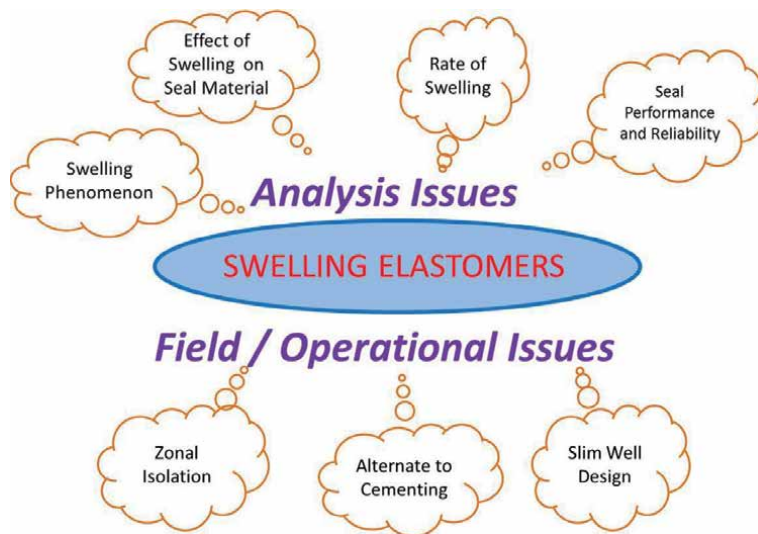 Effect of
Swelling on
Seal Material
Rate of
Swelling
Seal
Performance
and Reliability
Swelling
Phenomenon
Analysis Issues
SWELLING ELASTOMERS
Field / Operational Issues
Zonal
Isolation
Alternate to
Cementing
Slim Well
Design